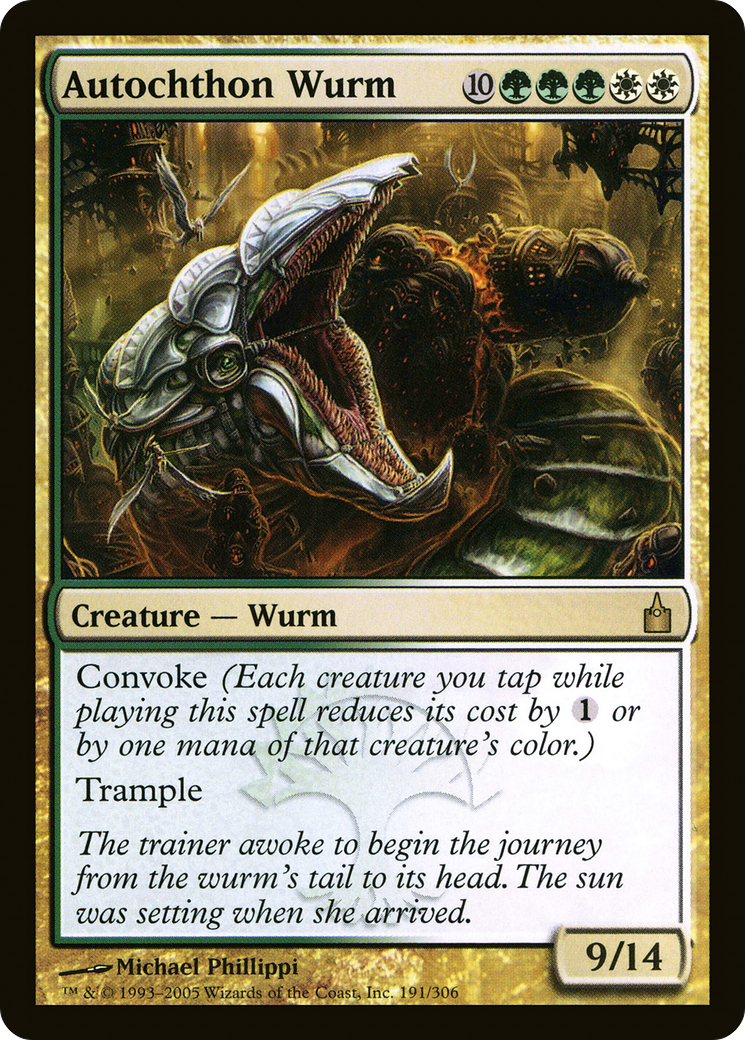 Autochthon Wurm 10
Creature — Wurm
Convoke (Each creature you tap while
playing this spell reduces its cost by 1 or
by one mana of that creature's color.)
Trample
The trainer awoke to begin the journey
from the wurm's tail to its head. The sun
was setting when she arrived.
9/14
Michael Phillippi
™ & © 1993–2005 Wizards of the Coast, Inc. 191/306